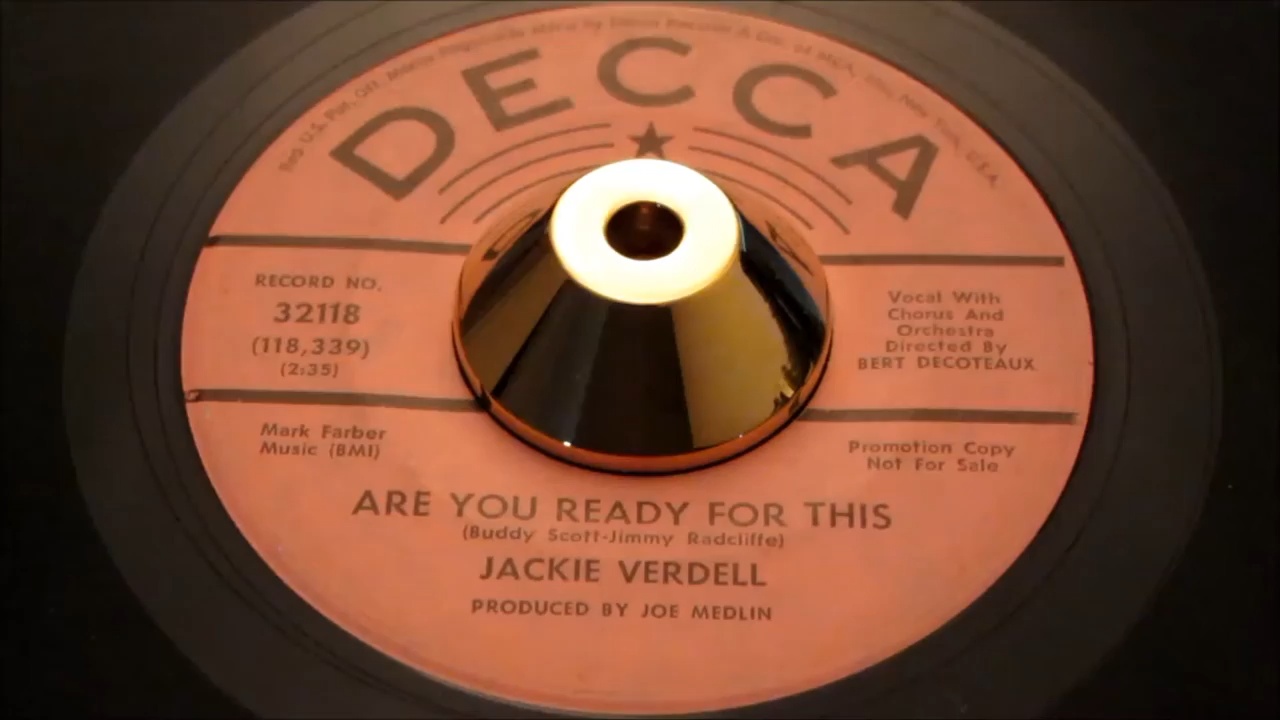 DECCA
RECORD NO.
32118
(118,339)
(2:35)
Vocal With
Chorus And
Orchestra
Directed By
BERT DECOTEAUX
Mark Farber
Music (BMI)
Promotion Copy
Not For Sale
ARE YOU READY FOR THIS
(Buddy Scott-Jimmy Radcliffe)
JACKIE VERDELL
PRODUCED BY JOE MEDLIN